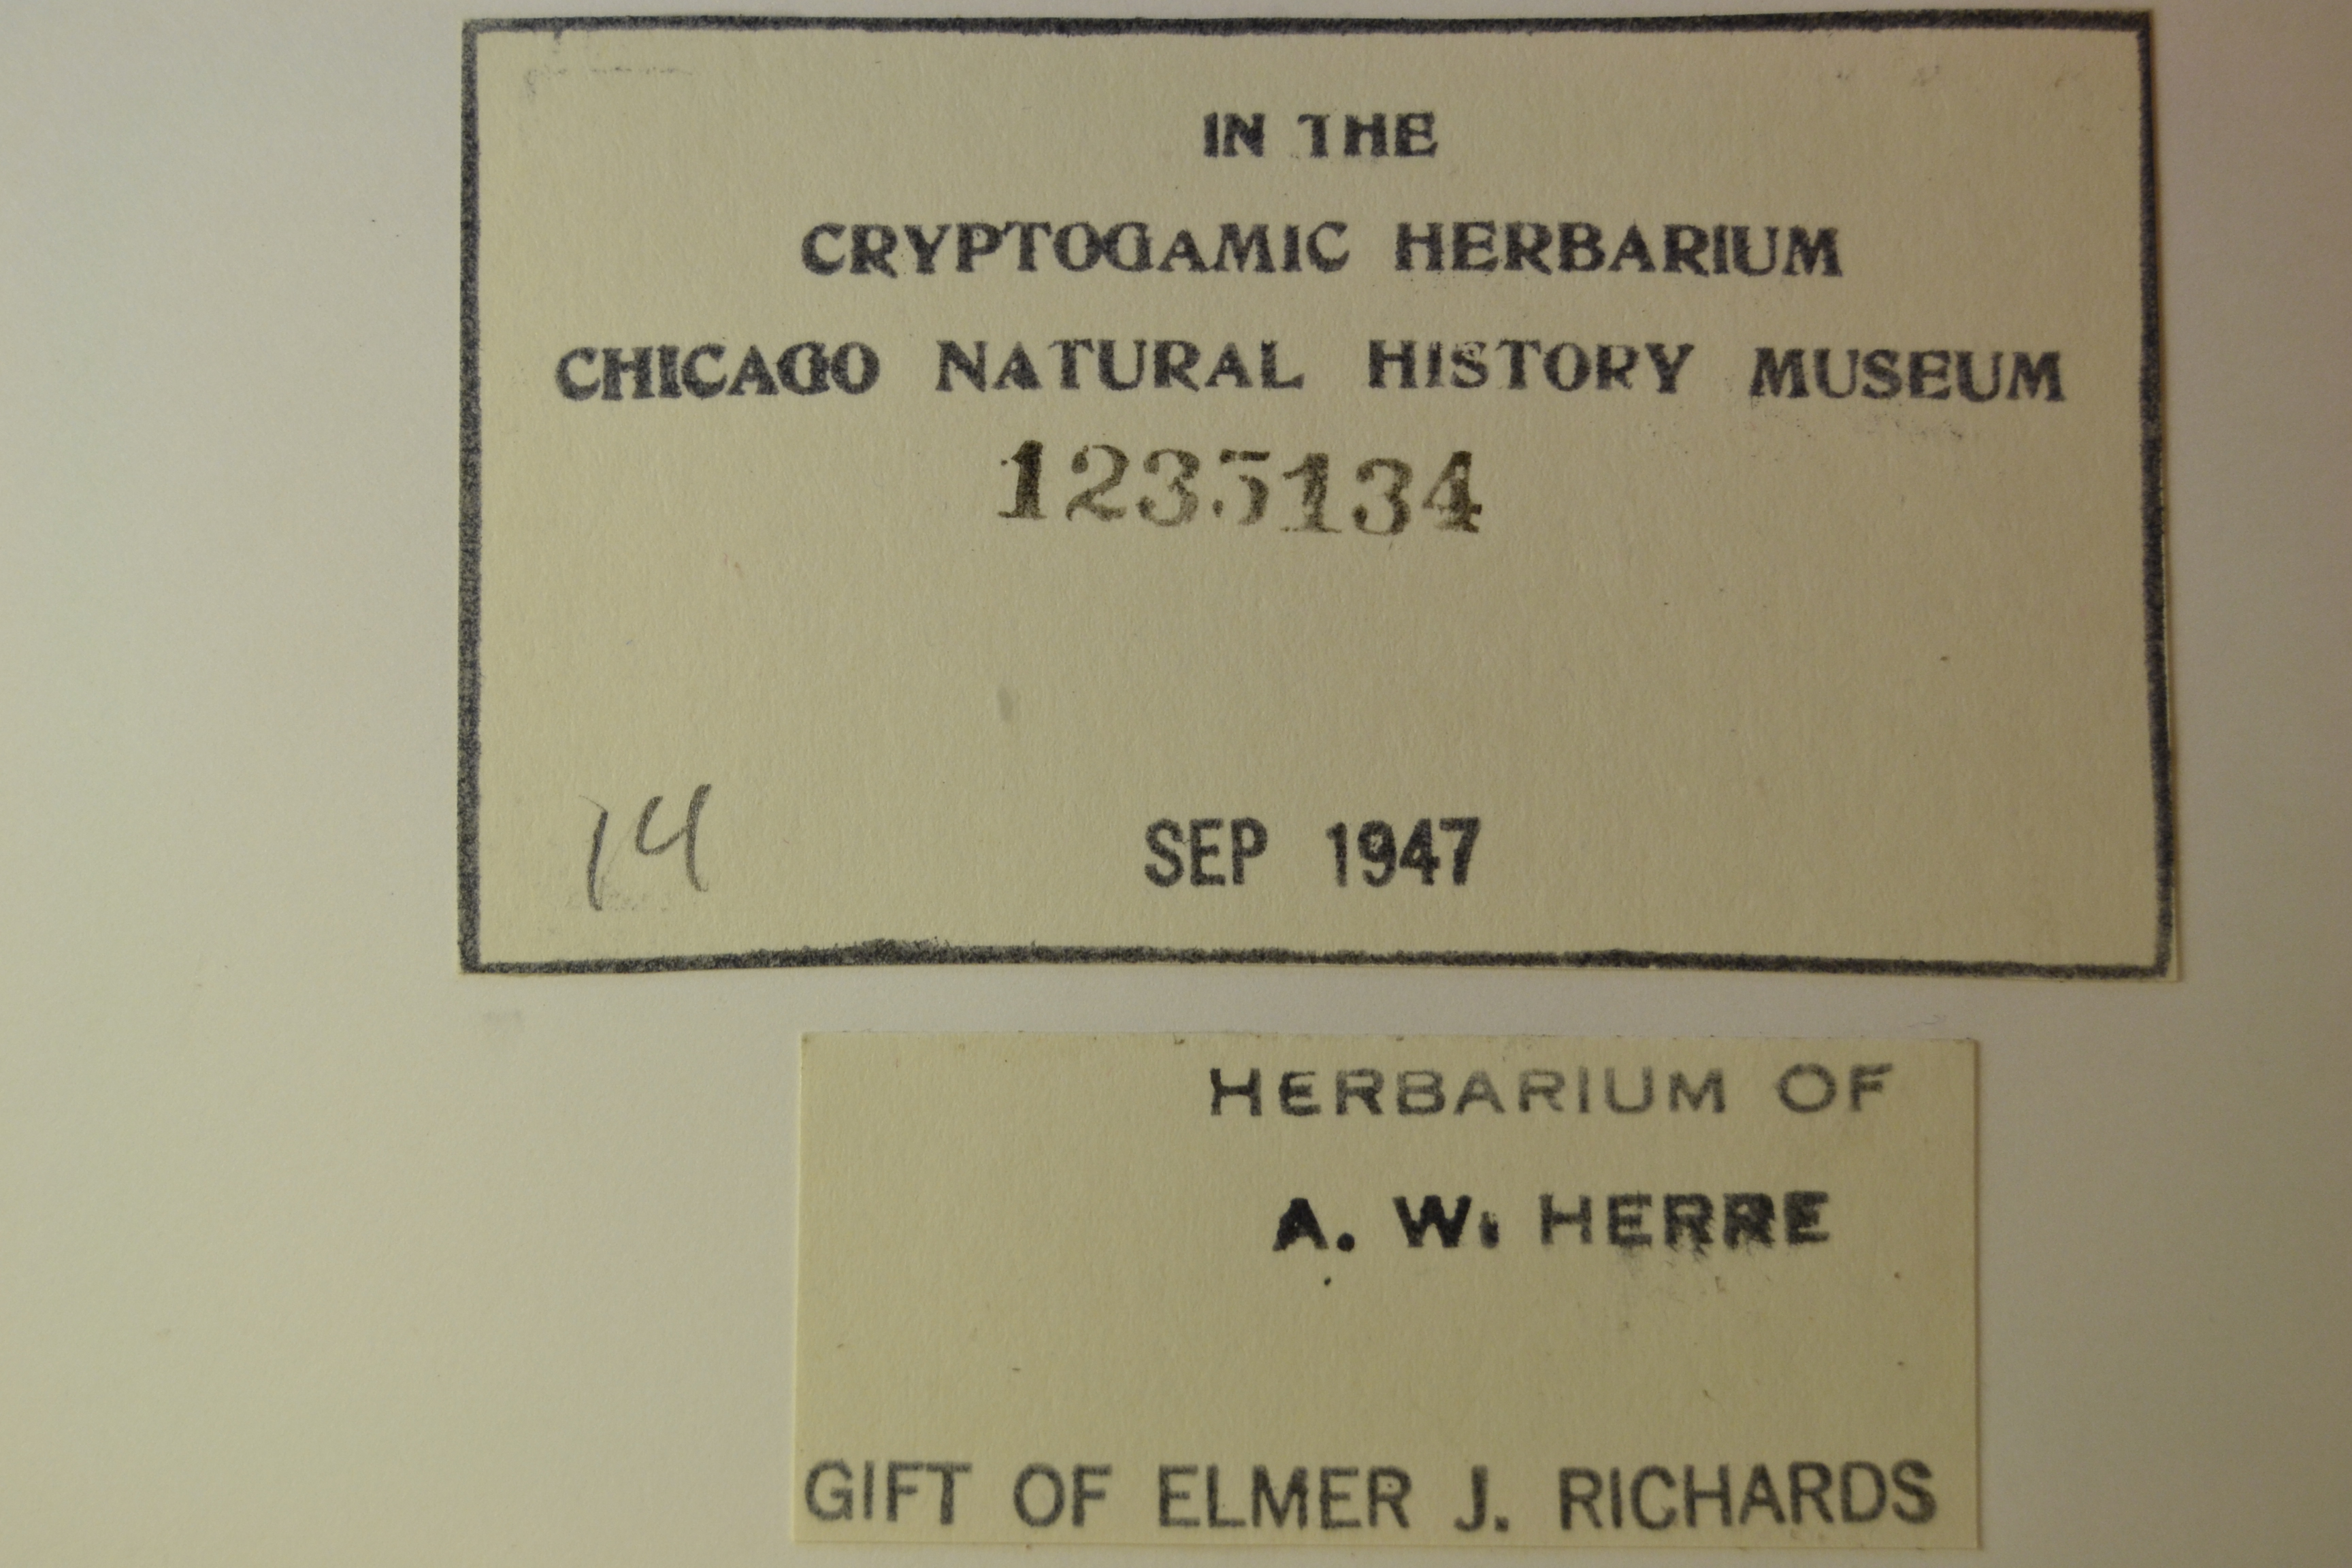 IN THE
CRYPTOGAMIC HERBARIUM
CHICAGO NATURAL HISTORY MUSEUM
1235134
14 SEP 1947
HERBARIUM OF
A. W. HERRE
GIFT OF ELMER J. RICHARDS